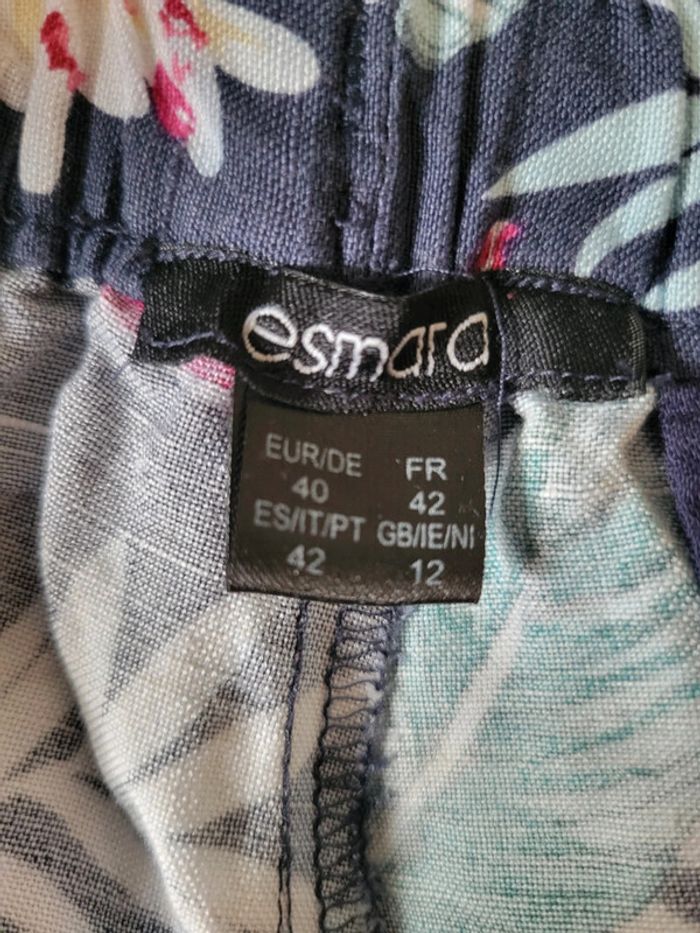 esmara
EUR/DE FR
40 42
ES/IT/PT GB/IE/NI
42 12